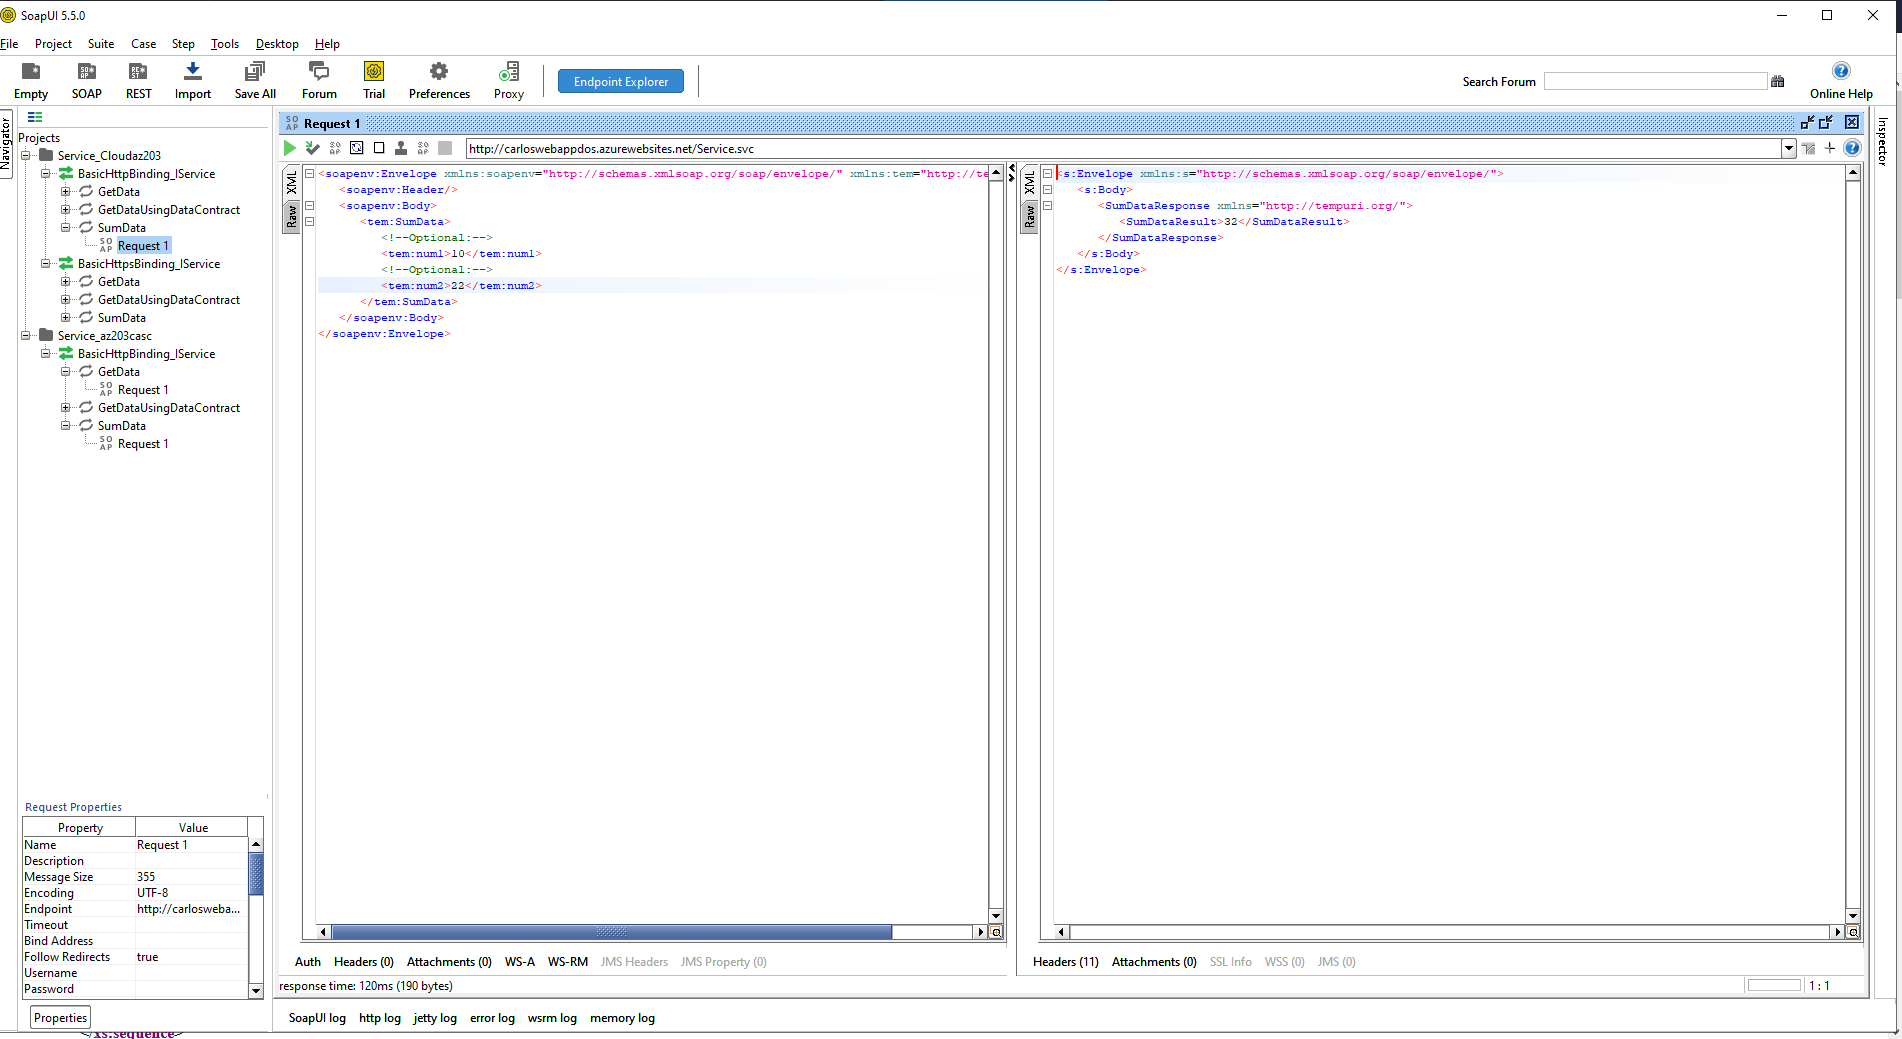 SoapUI 5.5.0
File Project Suite Case Step Tools Desktop Help
Empty SOAP REST Import Save All Forum Trial Preferences Proxy Endpoint Explorer Search Forum Online Help
Navigator
Projects
Service_Cloudaz203
BasicHttpBinding_IService
GetData
GetDataUsingDataContract
SumData
Request 1
BasicHttpsBinding_IService
GetData
GetDataUsingDataContract
SumData
Service_az203casc
BasicHttpBinding_IService
GetData
Request 1
GetDataUsingDataContract
SumData
Request 1
Request Properties
Property Value
Name Request 1
Description
Message Size 355
Encoding UTF-8
Endpoint http://carlosweba...
Timeout
Bind Address
Follow Redirects true
Username
Password
Properties
</xs:sequence>
Request 1
http://carloswebappdos.azurewebsites.net/Service.svc
XML
Raw
<soapenv:Envelope xmlns:soapenv="http://schemas.xmlsoap.org/soap/envelope/" xmlns:tem="http://te
<soapenv:Header/>
<soapenv:Body>
<tem:SumData>
<!--Optional:-->
<tem:num1>10</tem:num1>
<!--Optional:-->
<tem:num2>22</tem:num2>
</tem:SumData>
</soapenv:Body>
</soapenv:Envelope>
Auth Headers (0) Attachments (0) WS-A WS-RM JMS Headers JMS Property (0)
XML
Raw
<s:Envelope xmlns:s="http://schemas.xmlsoap.org/soap/envelope/">
<s:Body>
<SumDataResponse xmlns="http://tempuri.org/">
<SumDataResult>32</SumDataResult>
</SumDataResponse>
</s:Body>
</s:Envelope>
Headers (11) Attachments (0) SSL Info WSS (0) JMS (0)
response time: 120ms (190 bytes) 1 : 1
SoapUI log http log jetty log error log wsrm log memory log
Inspector